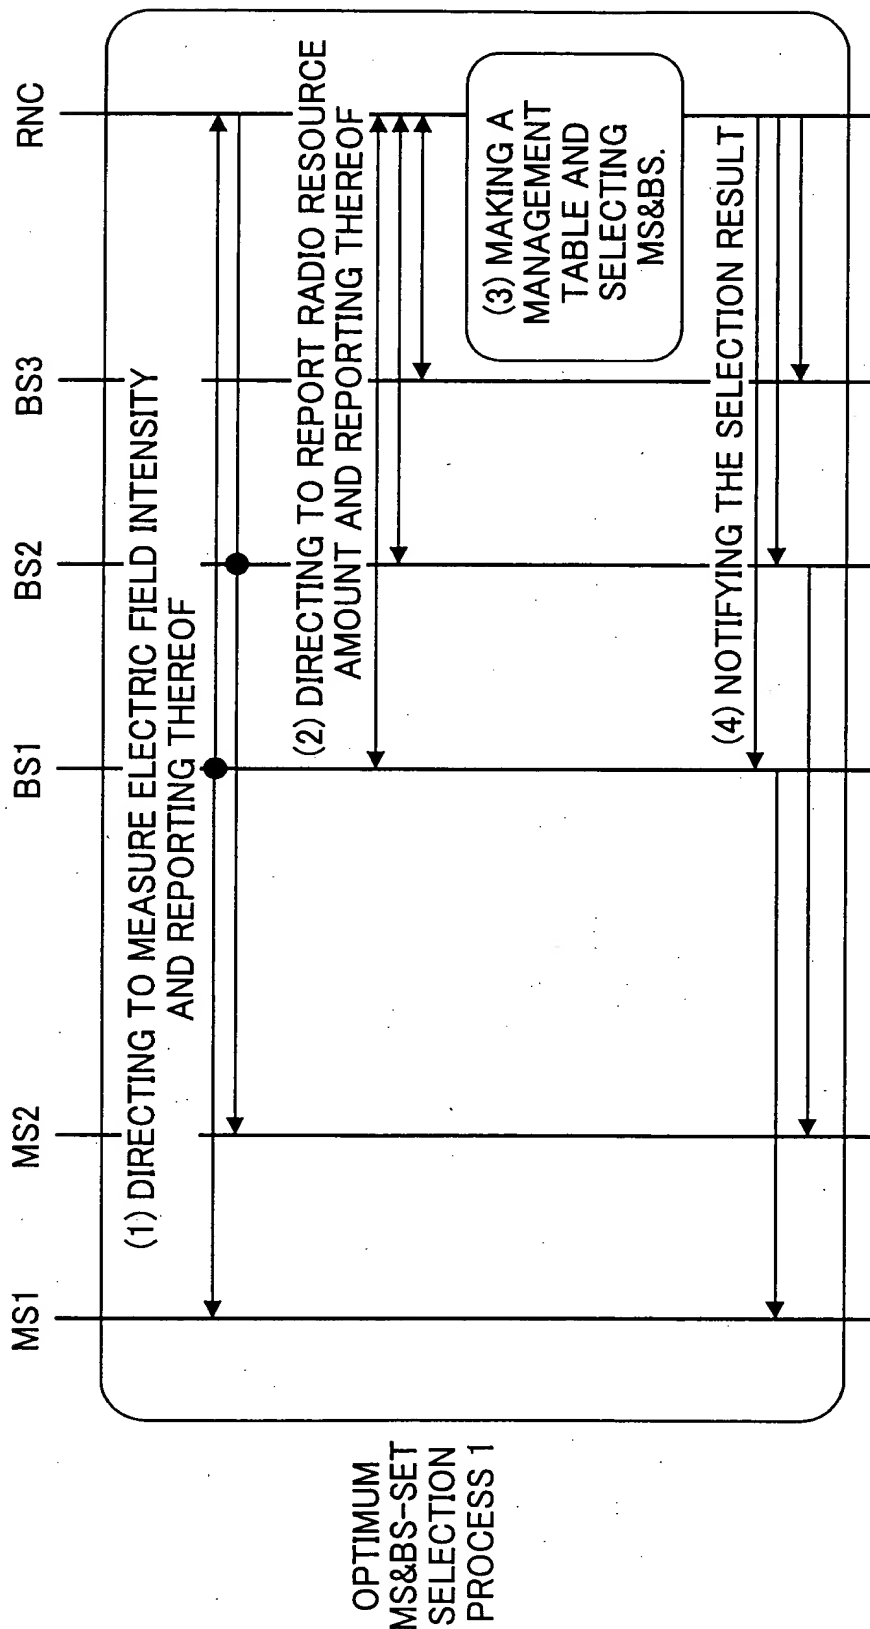 MS1
MS2
BS1
BS2
BS3
RNC
OPTIMUM
MS&BS-SET
SELECTION
PROCESS 1
(1) DIRECTING TO MEASURE ELECTRIC FIELD INTENSITY
AND REPORTING THEREOF
(2) DIRECTING TO REPORT RADIO RESOURCE
AMOUNT AND REPORTING THEREOF
(3) MAKING A
MANAGEMENT
TABLE AND
SELECTING
MS&BS.
(4) NOTIFYING THE SELECTION RESULT